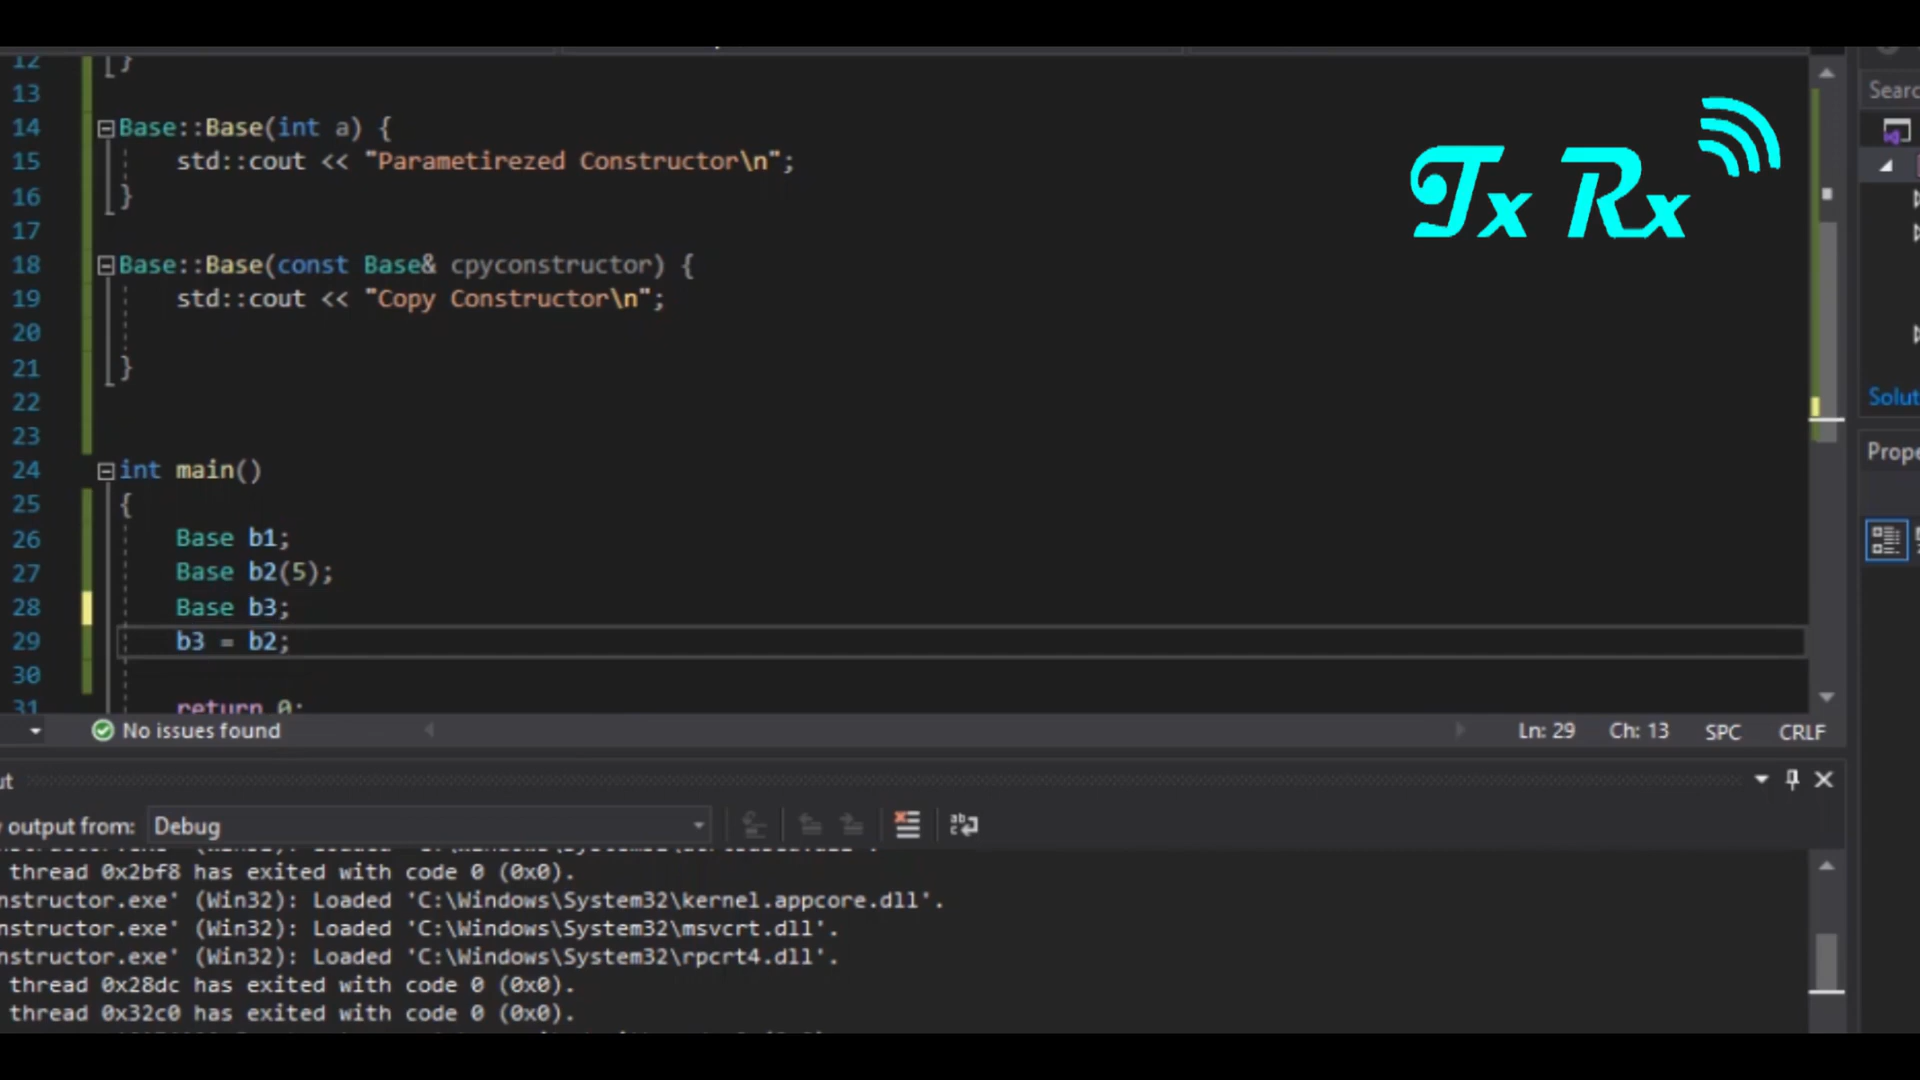 12 }
13
14 Base::Base(int a) {
15 std::cout << "Parametirezed Constructor\n";
16 }
17
18 Base::Base(const Base& cpyconstructor) {
19 std::cout << "Copy Constructor\n";
20
21 }
22
23
24 int main()
25 {
26 Base b1;
27 Base b2(5);
28 Base b3;
29 b3 = b2;
30
31 return 0;
Tx Rx
Searc
Solut
Prope
No issues found
Ln: 29 Ch: 13 SPC CRLF
ut
output from: Debug
thread 0x2bf8 has exited with code 0 (0x0).
nstructor.exe' (Win32): Loaded 'C:\Windows\System32\kernel.appcore.dll'.
nstructor.exe' (Win32): Loaded 'C:\Windows\System32\msvcrt.dll'.
nstructor.exe' (Win32): Loaded 'C:\Windows\System32\rpcrt4.dll'.
thread 0x28dc has exited with code 0 (0x0).
thread 0x32c0 has exited with code 0 (0x0).